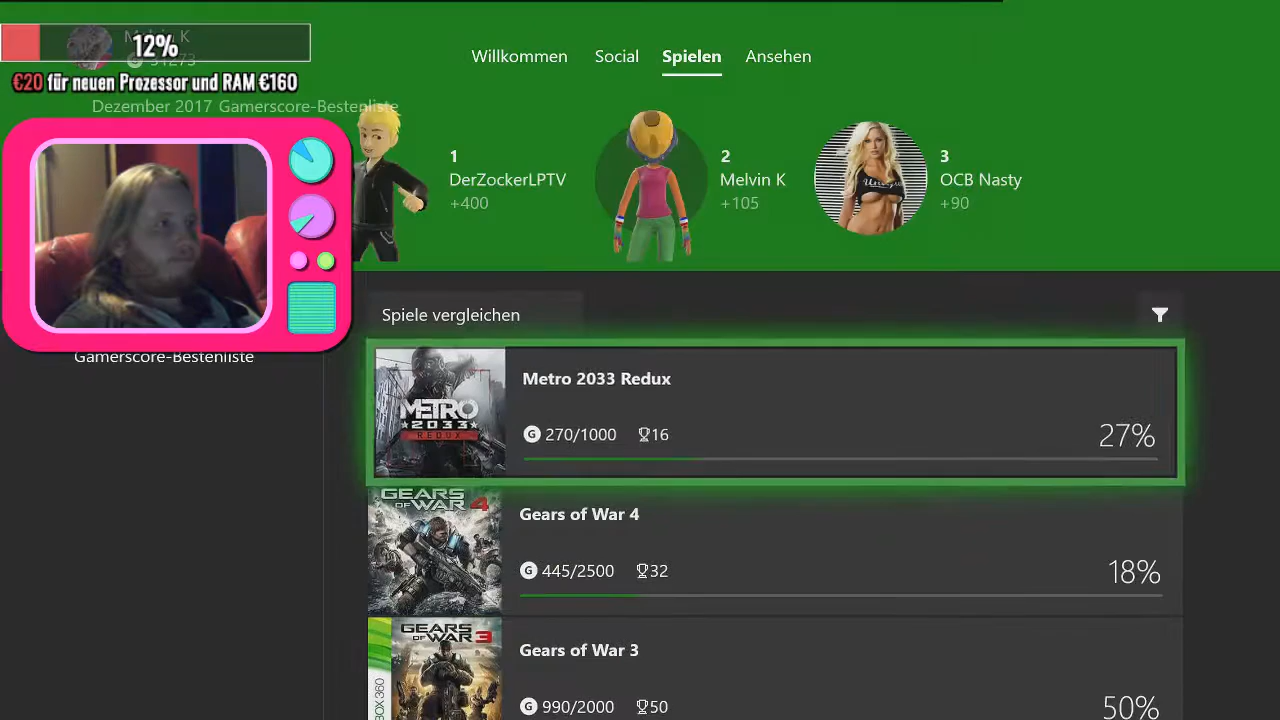 12%
€20 für neuen Prozessor und RAM €160
Willkommen Social Spielen Ansehen
Dezember 2017 Gamerscore-Bestenliste
1
DerZockerLPTV
+400
2
Melvin K
+105
3
OCB Nasty
+90
Gamerscore-Bestenliste
Spiele vergleichen
METRO
2033
REDUX
Metro 2033 Redux
G 270/1000 16
27%
GEARS
OF WAR 4
Gears of War 4
G 445/2500 32
18%
GEARS
OF WAR 3
XBOX 360
Gears of War 3
G 990/2000 50
50%